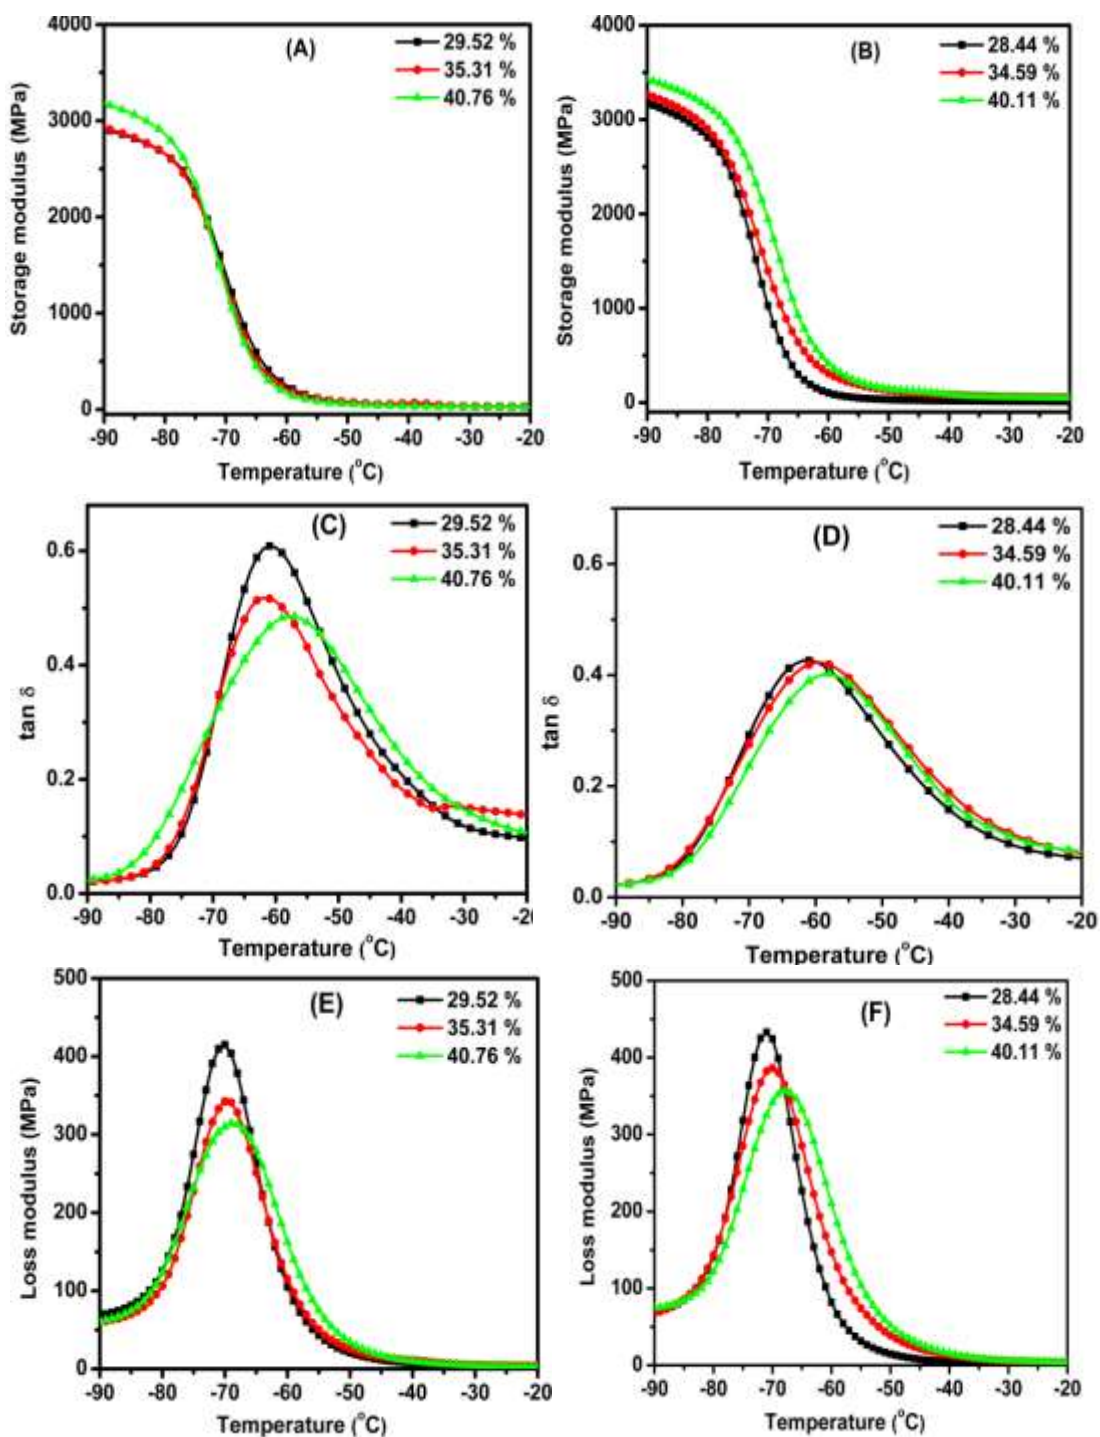 4000
3000
2000
1000
0
Storage modulus (MPa)
(A)
29.52 %
35.31 %
40.76 %
-90 -80 -70 -60 -50 -40 -30 -20
Temperature (°C)
4000
3000
2000
1000
0
Storage modulus (MPa)
(B)
28.44 %
34.59 %
40.11 %
-90 -80 -70 -60 -50 -40 -30 -20
Temperature (°C)
0.6
0.4
0.2
0.0
tan δ
(C)
29.52 %
35.31 %
40.76 %
-90 -80 -70 -60 -50 -40 -30 -20
Temperature (°C)
0.6
0.4
0.2
0.0
tan δ
(D)
28.44 %
34.59 %
40.11 %
-90 -80 -70 -60 -50 -40 -30 -20
Temperature (°C)
500
400
300
200
100
0
Loss modulus (MPa)
(E)
29.52 %
35.31 %
40.76 %
-90 -80 -70 -60 -50 -40 -30 -20
Temperature (°C)
500
400
300
200
100
0
Loss modulus (MPa)
(F)
28.44 %
34.59 %
40.11 %
-90 -80 -70 -60 -50 -40 -30 -20
Temperature (°C)